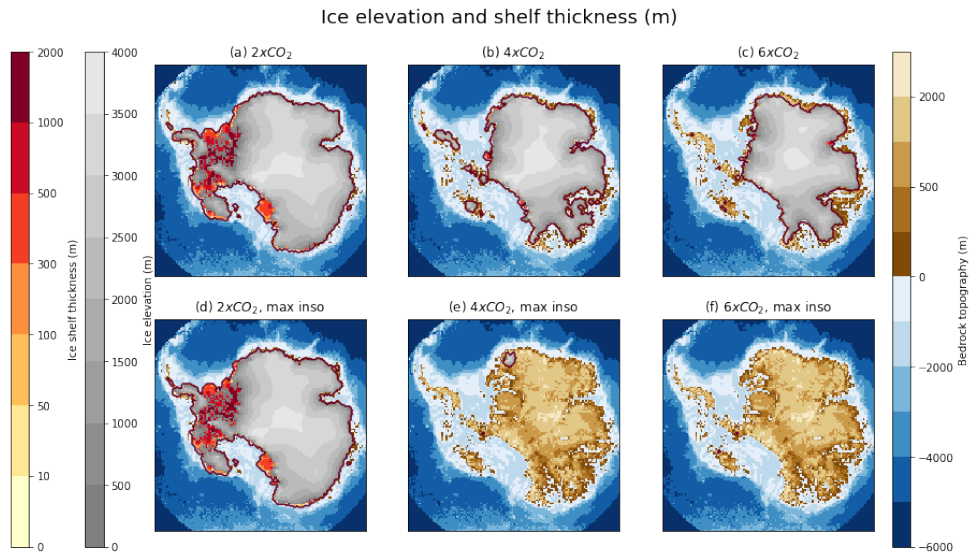 Ice elevation and shelf thickness (m)
(a) 2xCO₂
(b) 4xCO₂
(c) 6xCO₂
2000
1000
500
300
100
50
10
0
Ice shelf thickness (m)
4000
3500
3000
2500
2000
1500
1000
500
0
Ice elevation (m)
(d) 2xCO₂, max inso
(e) 4xCO₂, max inso
(f) 6xCO₂, max inso
2000
500
0
−2000
−4000
−6000
Bedrock topography (m)